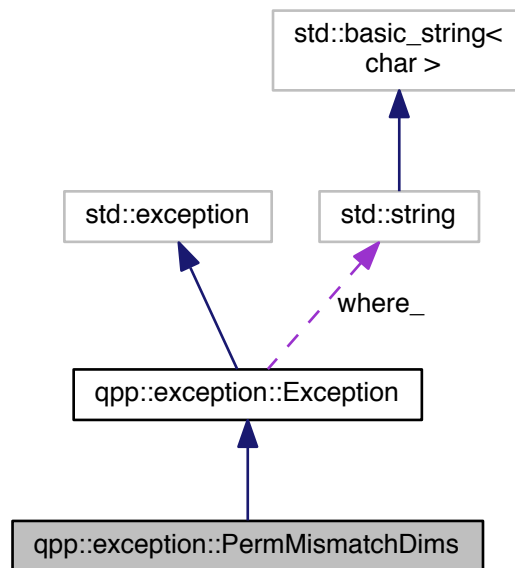 std::basic_string<
char >
std::exception
std::string
where_
qpp::exception::Exception
qpp::exception::PermMismatchDims